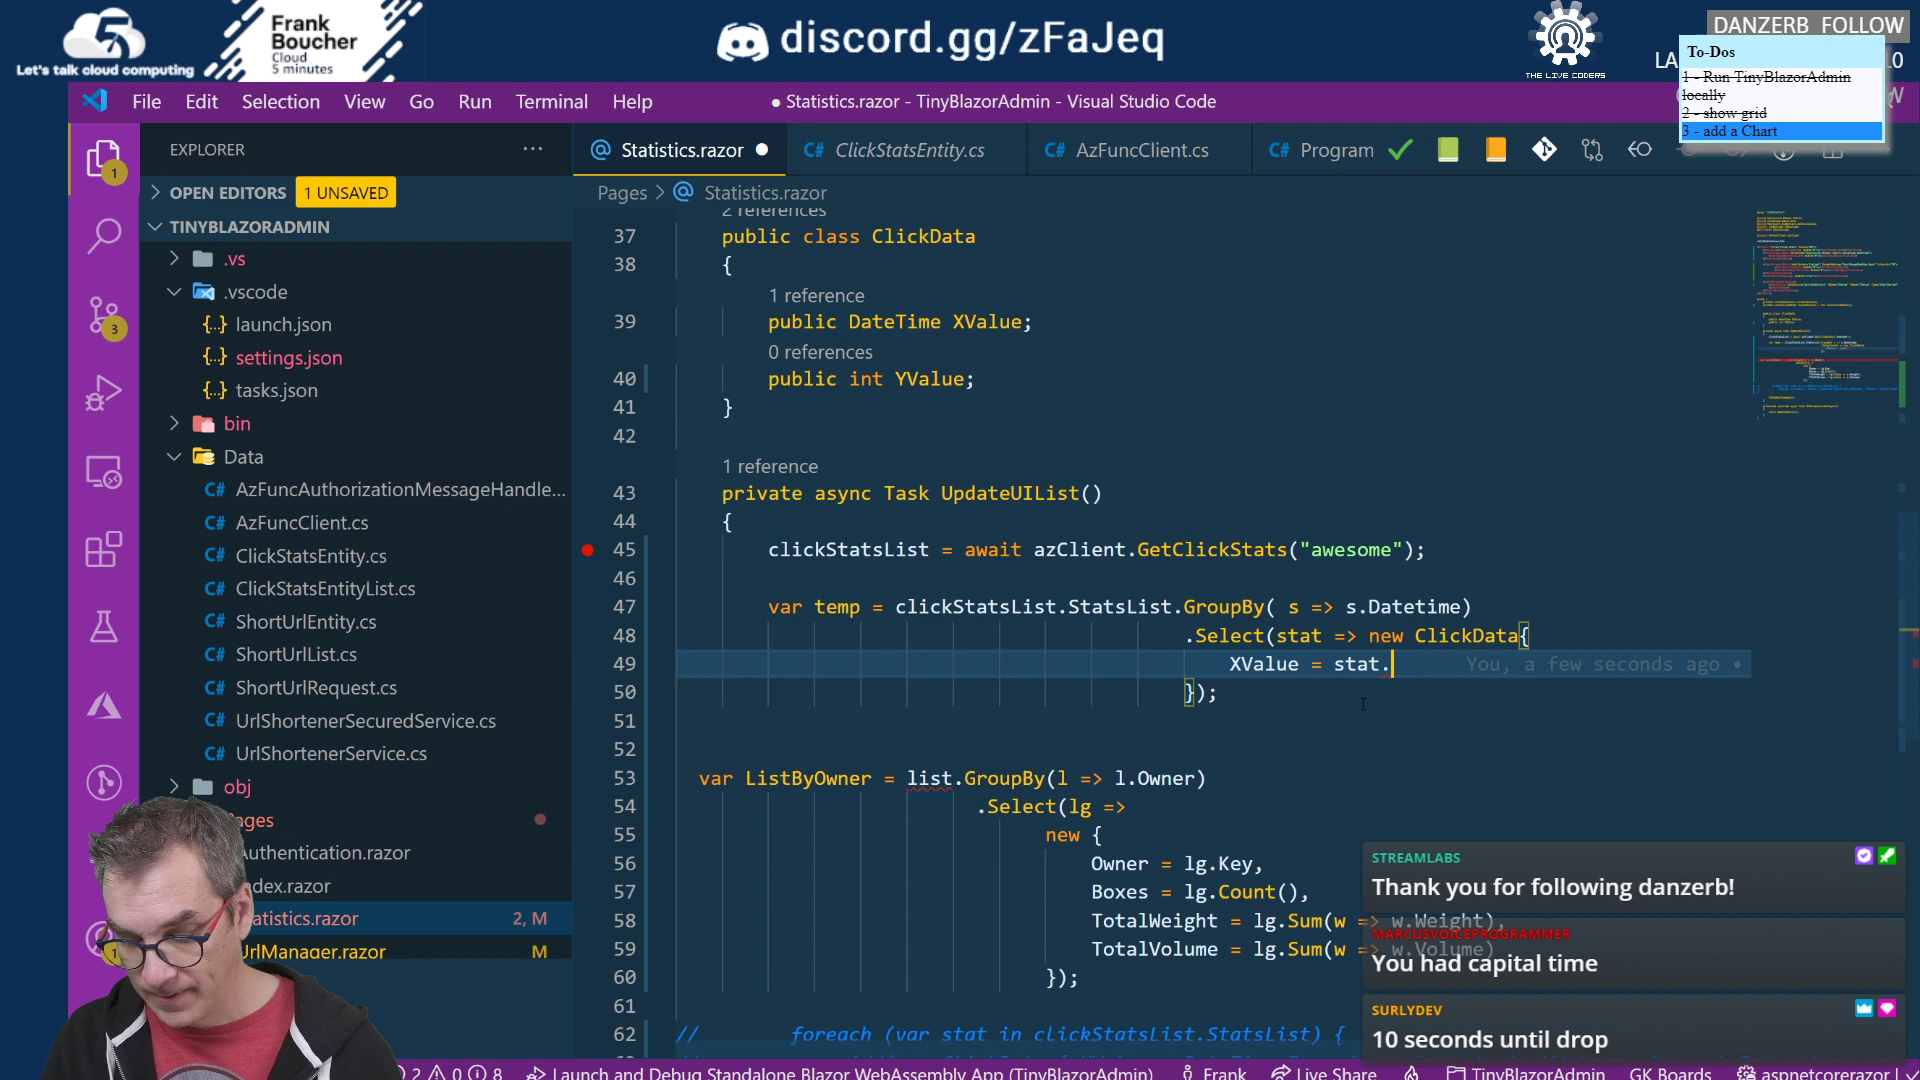 5
Let's talk cloud computing
Frank
Boucher
Cloud
5 minutes
discord.gg/zFaJeq
THE LIVE CODERS
DANZERB FOLLOW
To-Dos
1 - Run TinyBlazorAdmin
locally
2 - show grid
3 - add a Chart
File Edit Selection View Go Run Terminal Help
● Statistics.razor - TinyBlazorAdmin - Visual Studio Code
EXPLORER ...
Statistics.razor ●
C# ClickStatsEntity.cs
C# AzFuncClient.cs
C# Program
OPEN EDITORS 1 UNSAVED
TINYBLAZORADMIN
.vs
.vscode
{..} launch.json
{..} settings.json
{..} tasks.json
bin
Data
C# AzFuncAuthorizationMessageHandle...
C# AzFuncClient.cs
C# ClickStatsEntity.cs
C# ClickStatsEntityList.cs
C# ShortUrlEntity.cs
C# ShortUrlList.cs
C# ShortUrlRequest.cs
C# UrlShortenerSecuredService.cs
C# UrlShortenerService.cs
obj
ages
uthentication.razor
dex.razor
atistics.razor 2, M
UrlManager.razor M
1
3
1
Pages > Statistics.razor
2 references
37 public class ClickData
38 {
1 reference
39 public DateTime XValue;
0 references
40 public int YValue;
41 }
42
1 reference
43 private async Task UpdateUIList()
44 {
45 clickStatsList = await azClient.GetClickStats("awesome");
46
47 var temp = clickStatsList.StatsList.GroupBy( s => s.Datetime)
48 .Select(stat => new ClickData{
49 XValue = stat. You, a few seconds ago •
50 });
51
52
53 var ListByOwner = list.GroupBy(l => l.Owner)
54 .Select(lg =>
55 new {
56 Owner = lg.Key,
57 Boxes = lg.Count(),
58 TotalWeight = lg.Sum(w => w.Weight),
59 TotalVolume = lg.Sum(w => w.Volume)
60 });
61
62 // foreach (var stat in clickStatsList.StatsList) {
STREAMLABS
Thank you for following danzerb!
MARCUSVOICEPROGRAMMER
You had capital time
SURLYDEV
10 seconds until drop
2 0 8 Launch and Debug Standalone Blazor WebAssembly App (TinyBlazorAdmin) Frank Live Share TinyBlazorAdmin GK Boards aspnetcorerazor